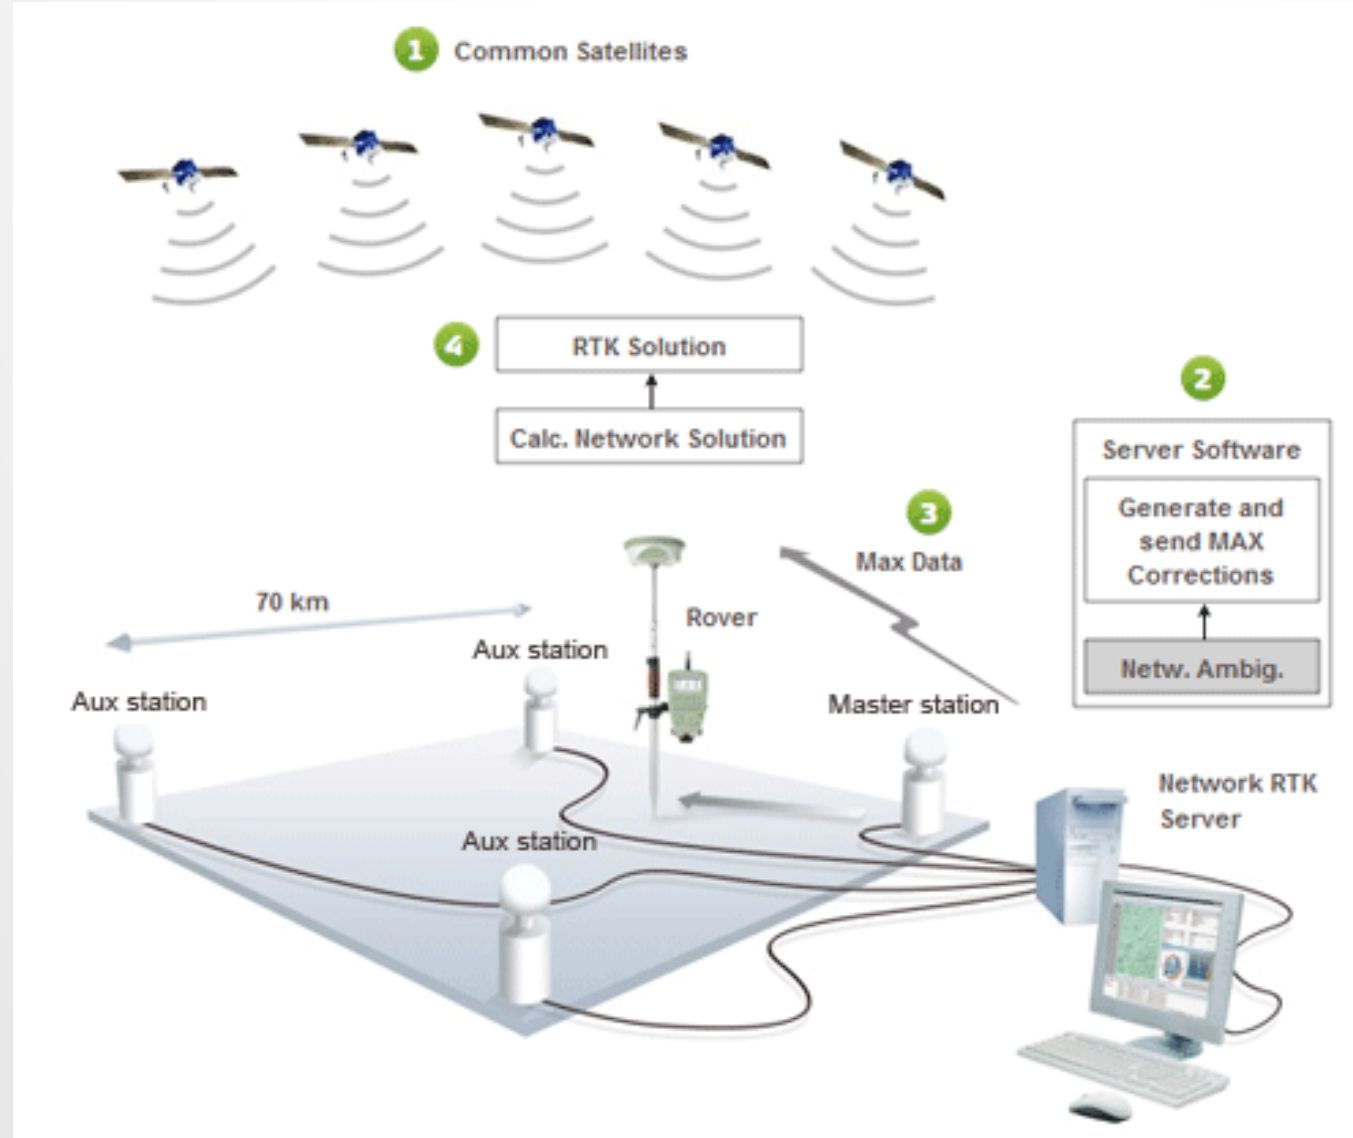 1 Common Satellites
4 RTK Solution
Calc. Network Solution
2
Server Software
Generate and
send MAX
Corrections
Netw. Ambig.
3
Max Data
70 km
Rover
Aux station
Aux station
Master station
Aux station
Network RTK
Server